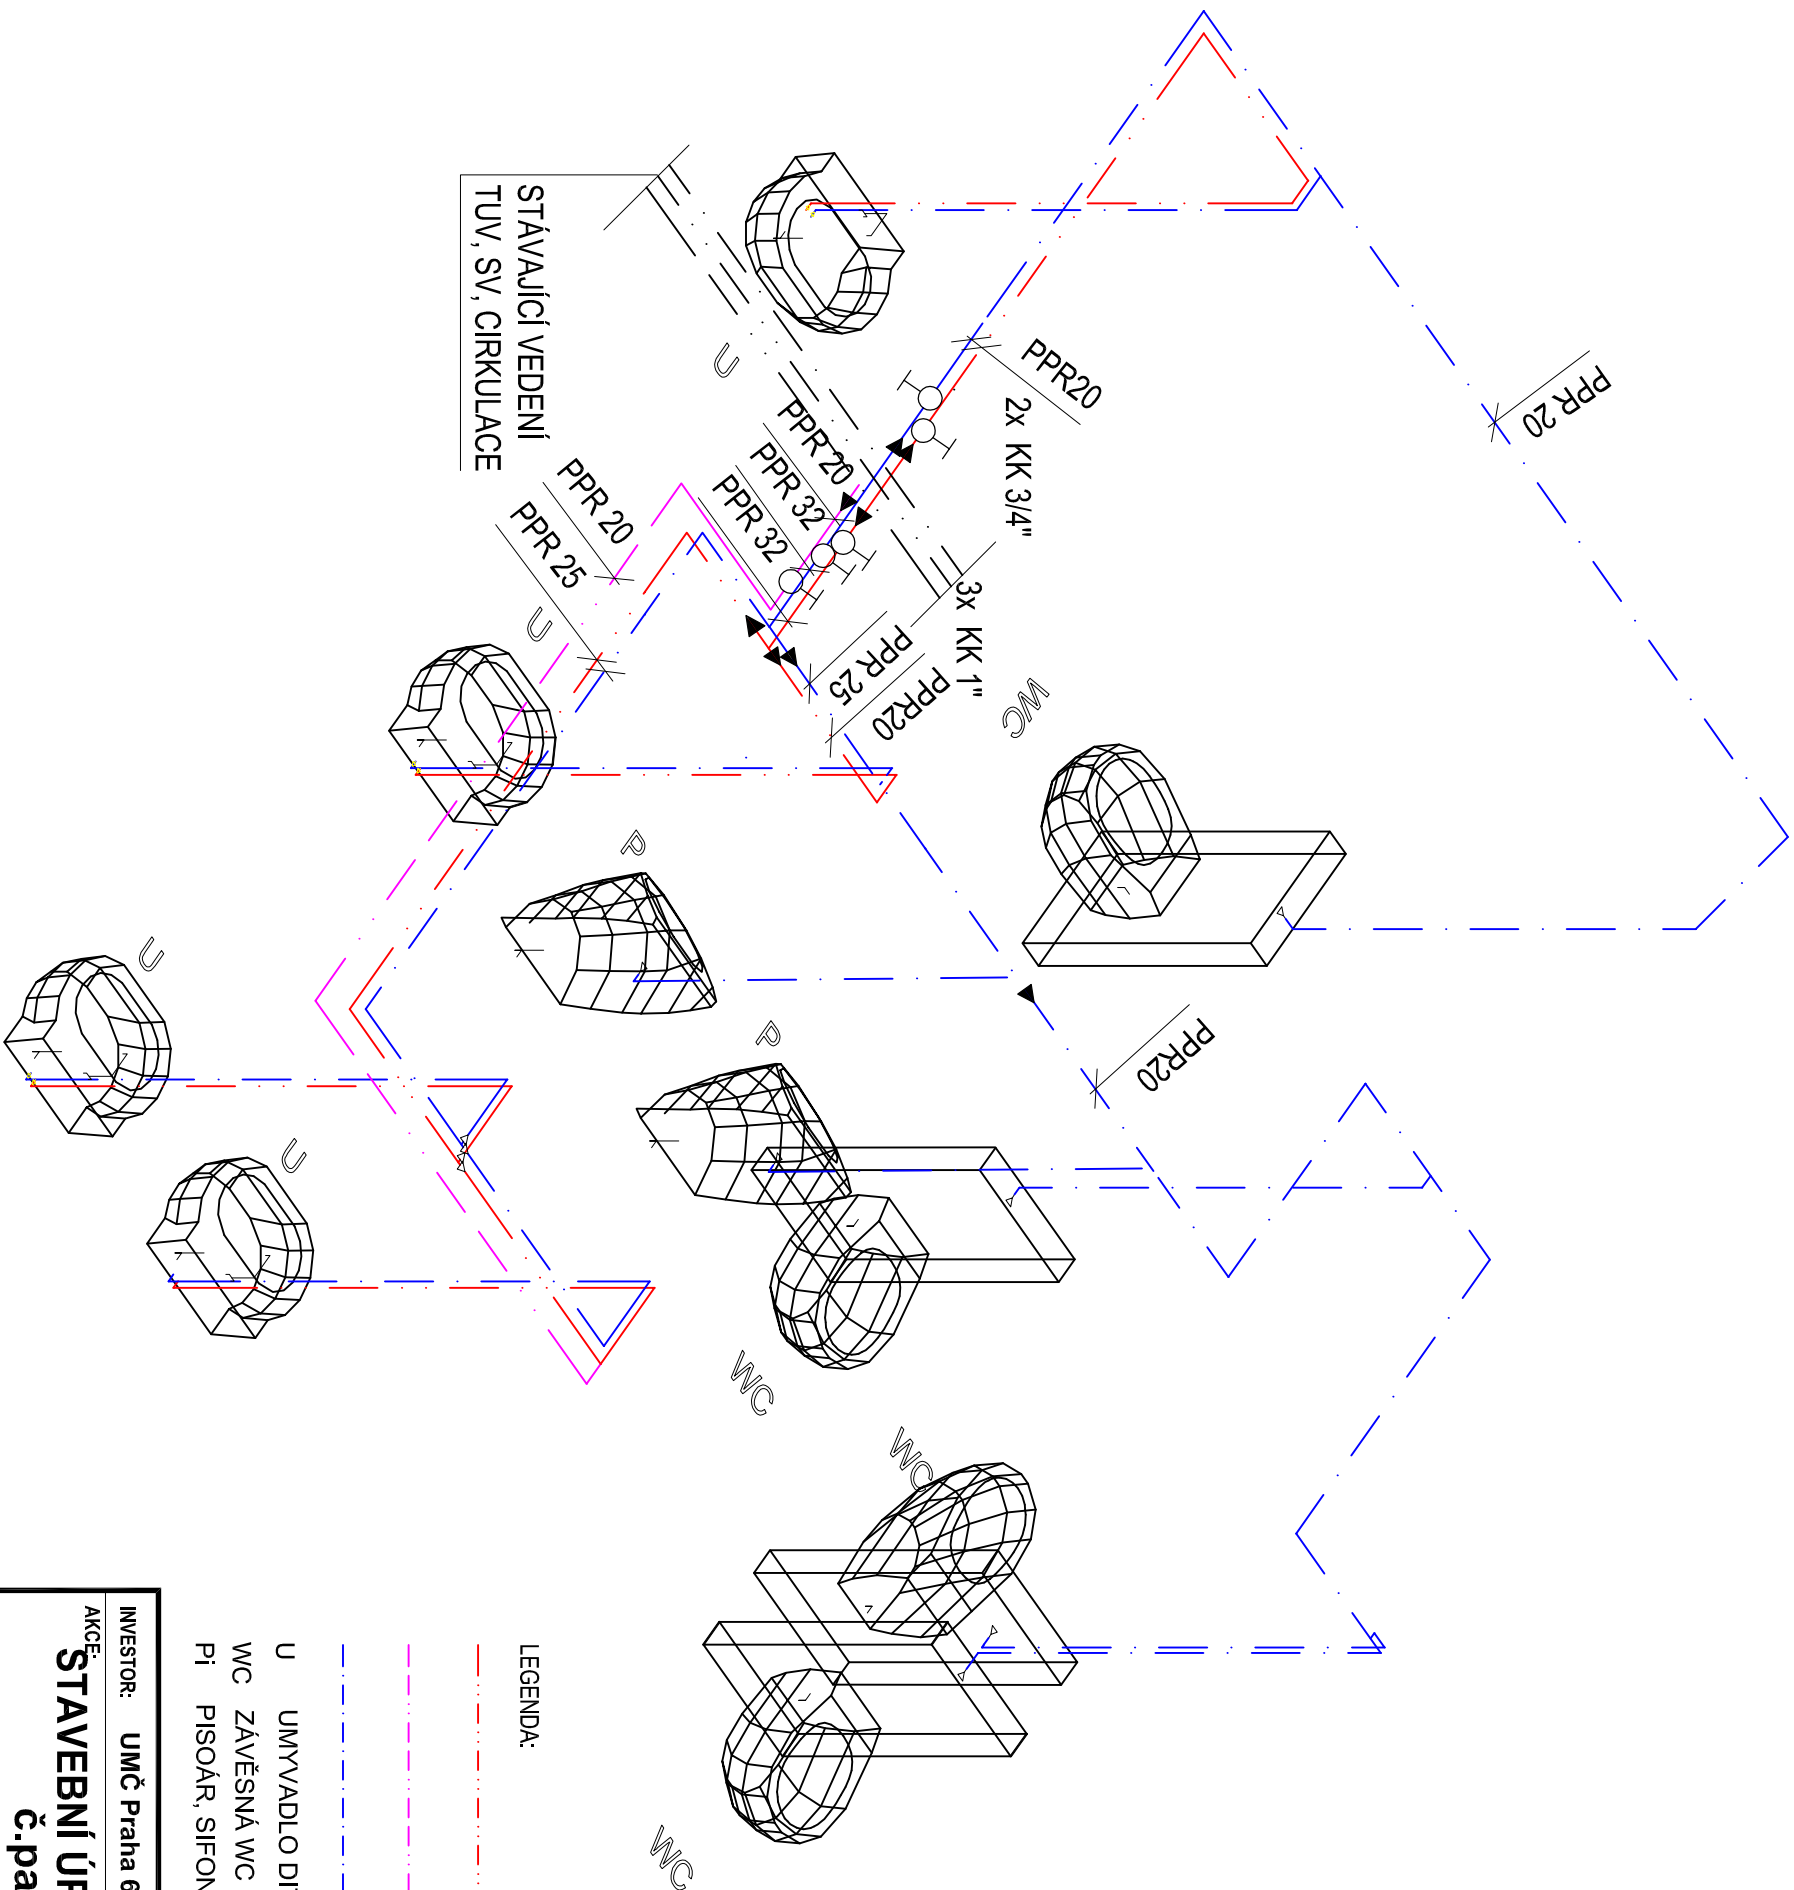 STÁVAJÍCÍ VEDENÍ
TUV, SV, CIRKULACE
PPR20
2x KK 3/4"
PPR 20
PPR 20
PPR 32
PPR 32
PPR 20
PPR 25
3x KK 1"
PPR 25
PPR20
PPR20
U
U
U
U
P
P
WC
WC
WC
WC
LEGENDA:
U UMYVADLO
WC ZÁVĚSNÁ WC
Pi PISOÁR, SIFON
INVESTOR: UMČ Praha 6
AKCE:
STAVEBNÍ
č.pa